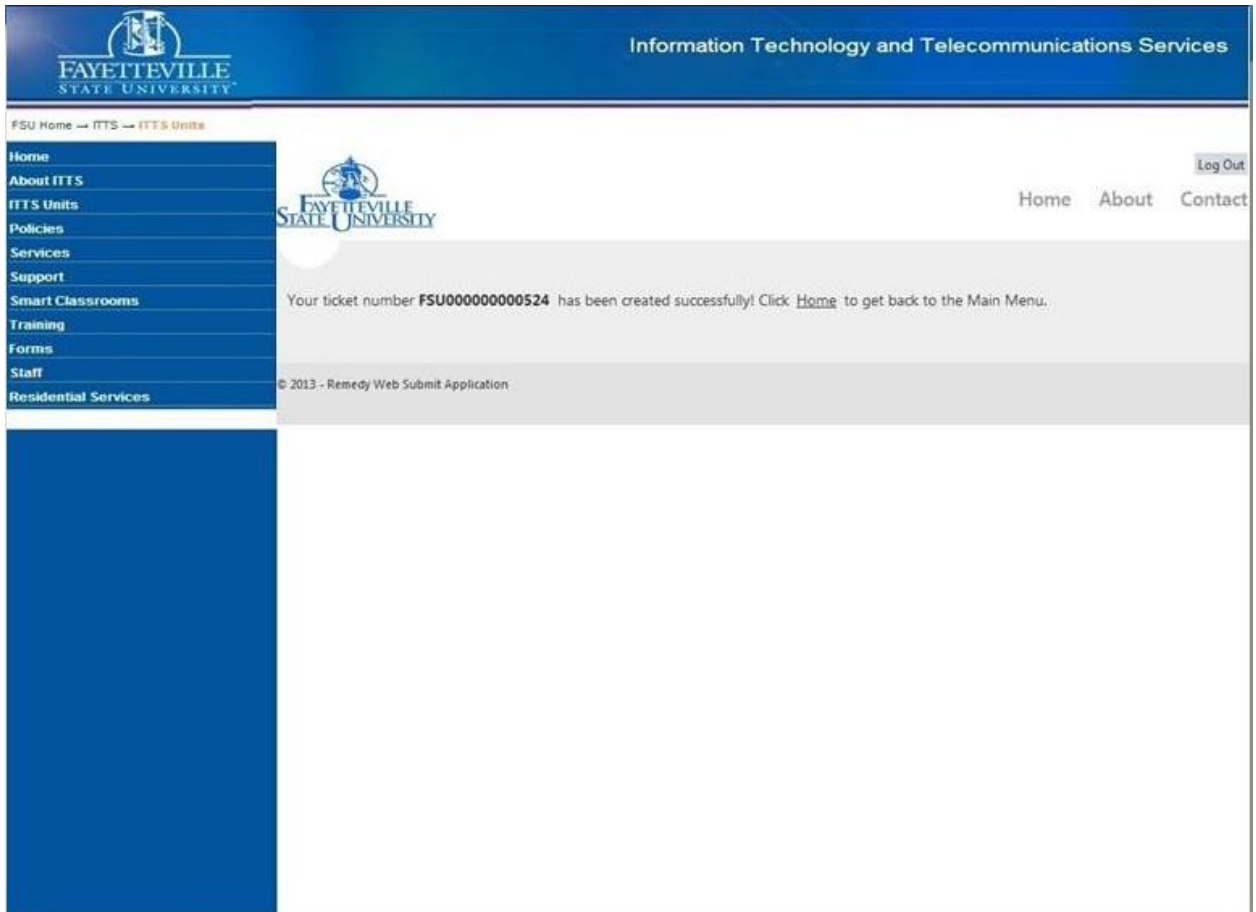 FAYETTEVILLE
STATE UNIVERSITY
Information Technology and Telecommunications Services
FSU Home → ITTS → ITTS Units
Home
About ITTS
ITTS Units
Policies
Services
Support
Smart Classrooms
Training
Forms
Staff
Residential Services
FAYETTEVILLE
STATE UNIVERSITY
Log Out
Home About Contact
Your ticket number FSU000000000524 has been created successfully! Click Home to get back to the Main Menu.
© 2013 - Remedy Web Submit Application